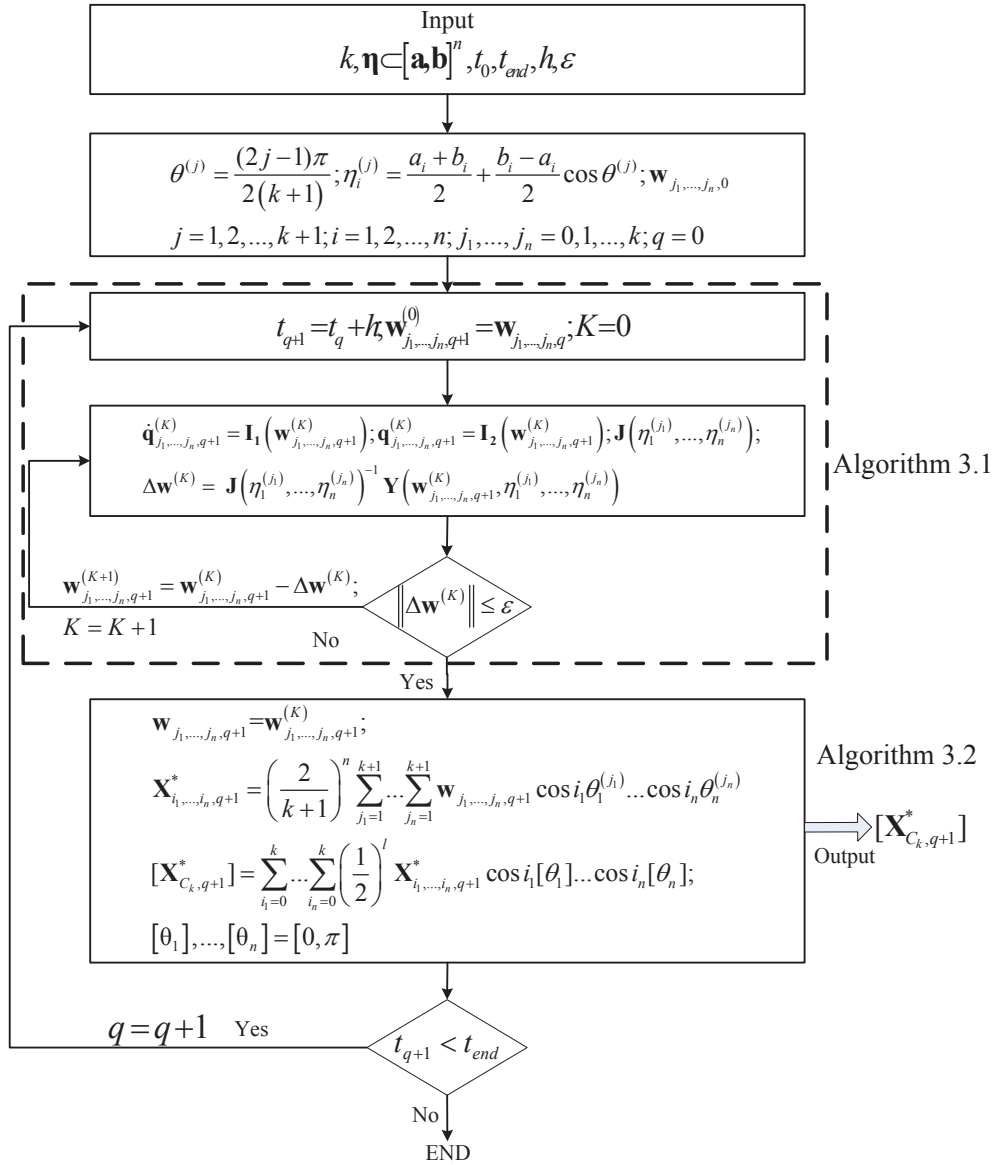 Input
k, η⊂[a,b]^n, t_0, t_end, h, ε
θ^(j) = (2j−1)π / 2(k+1); η_i^(j) = (a_i+b_i)/2 + (b_i−a_i)/2 cos θ^(j); w_{j_1,...,j_n,0}
j = 1,2,...,k+1; i = 1,2,...,n; j_1,...,j_n = 0,1,...,k; q = 0
t_{q+1} = t_q + h; w^(0)_{j_1,...,j_n,q+1} = w_{j_1,...,j_n,q}; K=0
q̇^(K)_{j_1,...,j_n,q+1} = I_1(w^(K)_{j_1,...,j_n,q+1}); q^(K)_{j_1,...,j_n,q+1} = I_2(w^(K)_{j_1,...,j_n,q+1}); J(η_1^(j_1),...,η_n^(j_n));
Δw^(K) = J(η_1^(j_1),...,η_n^(j_n))^−1 Y(w^(K)_{j_1,...,j_n,q+1}, η_1^(j_1),...,η_n^(j_n))
Algorithm 3.1
w^(K+1)_{j_1,...,j_n,q+1} = w^(K)_{j_1,...,j_n,q+1} − Δw^(K);
K = K + 1
No
‖Δw^(K)‖ ≤ ε
Yes
w_{j_1,...,j_n,q+1} = w^(K)_{j_1,...,j_n,q+1};
X*_{i_1,...,i_n,q+1} = (2/(k+1))^n ∑_{j_1=1}^{k+1} ... ∑_{j_n=1}^{k+1} w_{j_1,...,j_n,q+1} cos i_1θ_1^(j_1)...cos i_nθ_n^(j_n)
[X*_{C_k,q+1}] = ∑_{i_1=0}^{k} ... ∑_{i_n=0}^{k} (1/2)^l X*_{i_1,...,i_n,q+1} cos i_1[θ_1]...cos i_n[θ_n];
[θ_1],...,[θ_n] = [0,π]
Algorithm 3.2
[X*_{C_k,q+1}]
Output
q = q+1 Yes
t_{q+1} < t_end
No
END